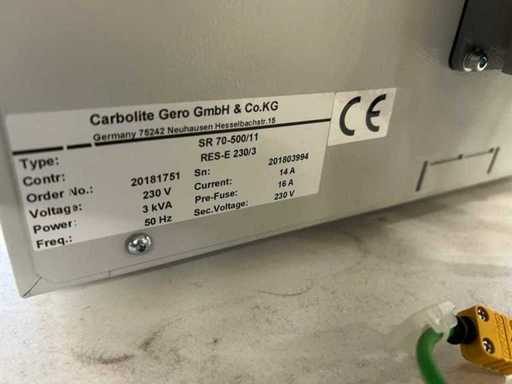 Carbolite Gero GmbH & Co.KG
Germany 75242 Neuhausen Hesselbachstr.15
Type: SR 70-500/11
Contr: RES-E 230/3
Order No.: 20181751 Sn: 201803994
Voltage: 230 V Current: 14 A
Power: 3 kVA Pre-Fuse: 16 A
Freq.: 50 Hz Sec.Voltage: 230 V
CE